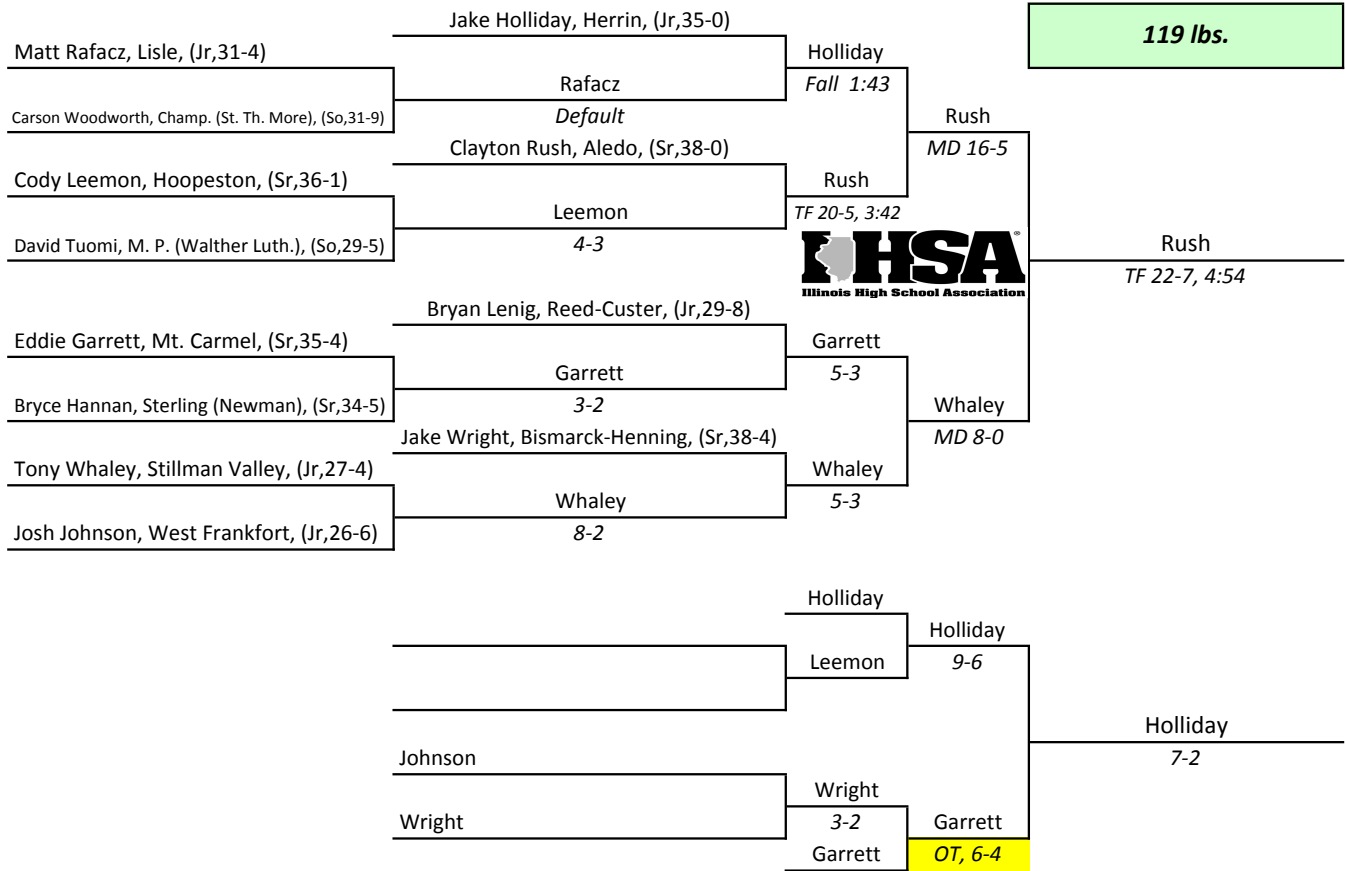 Jake Holliday, Herrin, (Jr,35-0)
119 lbs.
Matt Rafacz, Lisle, (Jr,31-4)
Holliday
Rafacz
Fall 1:43
Carson Woodworth, Champ. (St. Th. More), (So,31-9)
Default
Rush
Clayton Rush, Aledo, (Sr,38-0)
MD 16-5
Cody Leemon, Hoopeston, (Sr,36-1)
Rush
Leemon
TF 20-5, 3:42
David Tuomi, M. P. (Walther Luth.), (So,29-5)
4-3
IHSA®
Illinois High School Association
Rush
TF 22-7, 4:54
Bryan Lenig, Reed-Custer, (Jr,29-8)
Eddie Garrett, Mt. Carmel, (Sr,35-4)
Garrett
Garrett
5-3
Bryce Hannan, Sterling (Newman), (Sr,34-5)
3-2
Whaley
Jake Wright, Bismarck-Henning, (Sr,38-4)
MD 8-0
Tony Whaley, Stillman Valley, (Jr,27-4)
Whaley
Whaley
5-3
Josh Johnson, West Frankfort, (Jr,26-6)
8-2
Holliday
Holliday
Leemon
9-6
Holliday
7-2
Johnson
Wright
Wright
3-2
Garrett
Garrett
OT, 6-4